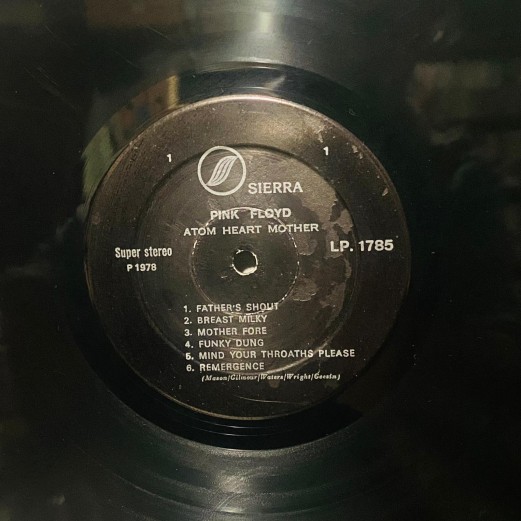 1 1
SIERRA
PINK FLOYD
ATOM HEART MOTHER
Super stereo LP. 1785
P 1978
1. FATHER'S SHOUT
2. BREAST MILKY
3. MOTHER FORE
4. FUNKY DUNG
5. MIND YOUR THROATHS PLEASE
6. REMERGENCE
(Mason/Gilmour/Waters/Wright/Geesin)